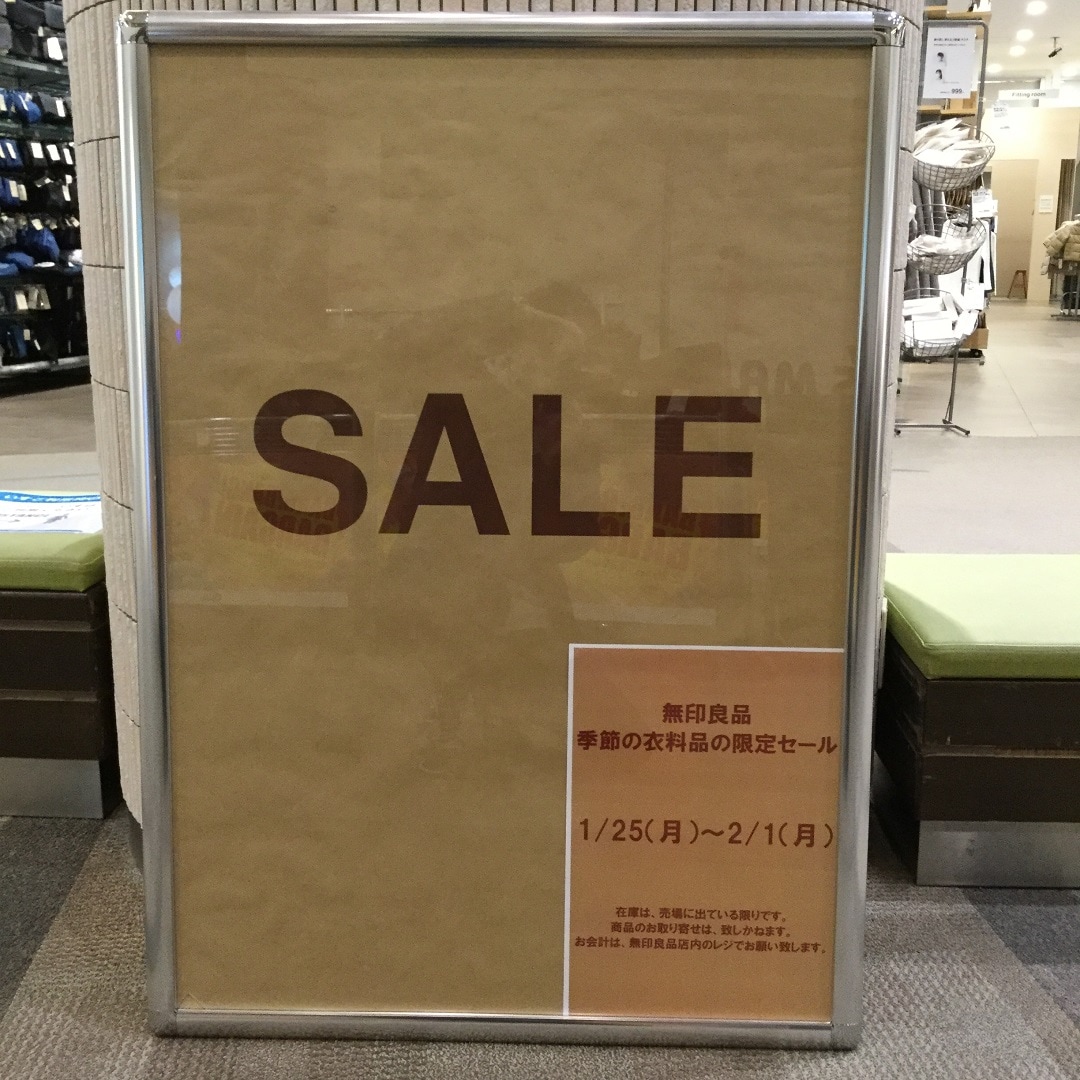 SALE
無印良品
季節の衣料品の限定セール
1/25(月)～2/1(月)
在庫は、売場に出ている限りです。
商品のお取り寄せは、致しかねます。
お会計は、無印良品店内のレジでお願い致します。
Fitting room
999